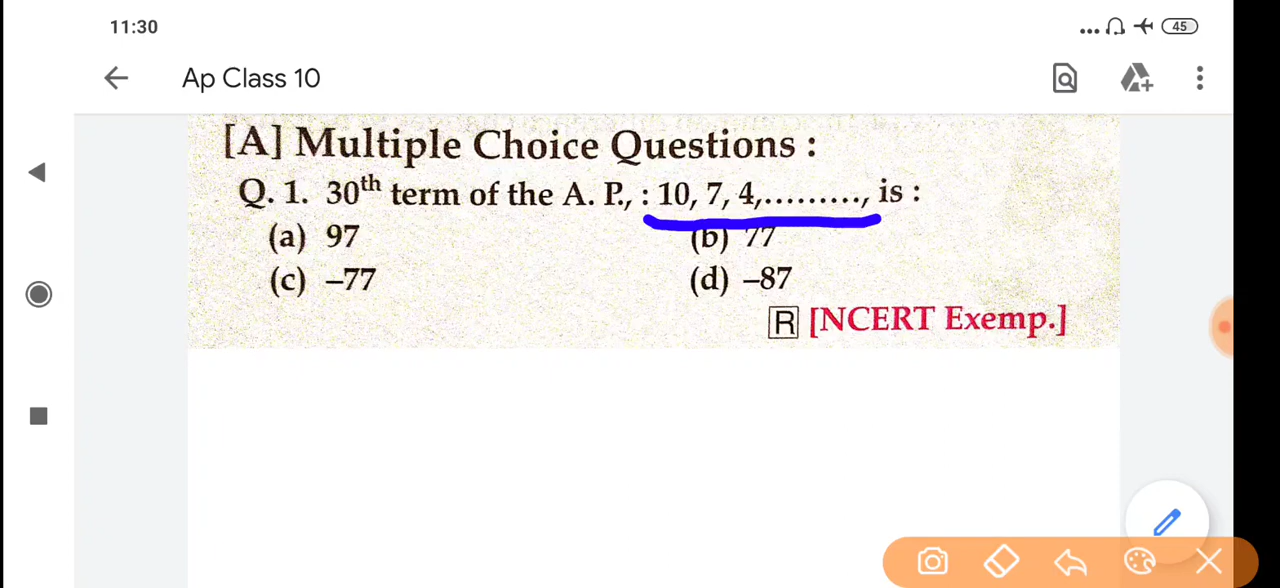 11:30
45
Ap Class 10
[A] Multiple Choice Questions :
Q. 1. 30th term of the A. P., : 10, 7, 4,........., is :
(a) 97 (b) 77
(c) –77 (d) –87
R [NCERT Exemp.]